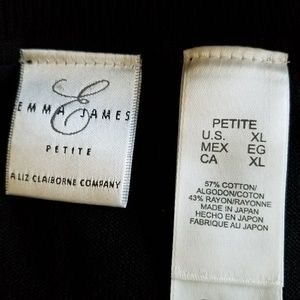 E
EMMA JAMES
PETITE
A LIZ CLAIBORNE COMPANY
PETITE
U.S. XL
MEX EG
CA XL
57% COTTON/
ALGODON/COTON
43% RAYON/RAYONNE
MADE IN JAPAN
HECHO EN JAPON
FABRIQUE AU JAPON